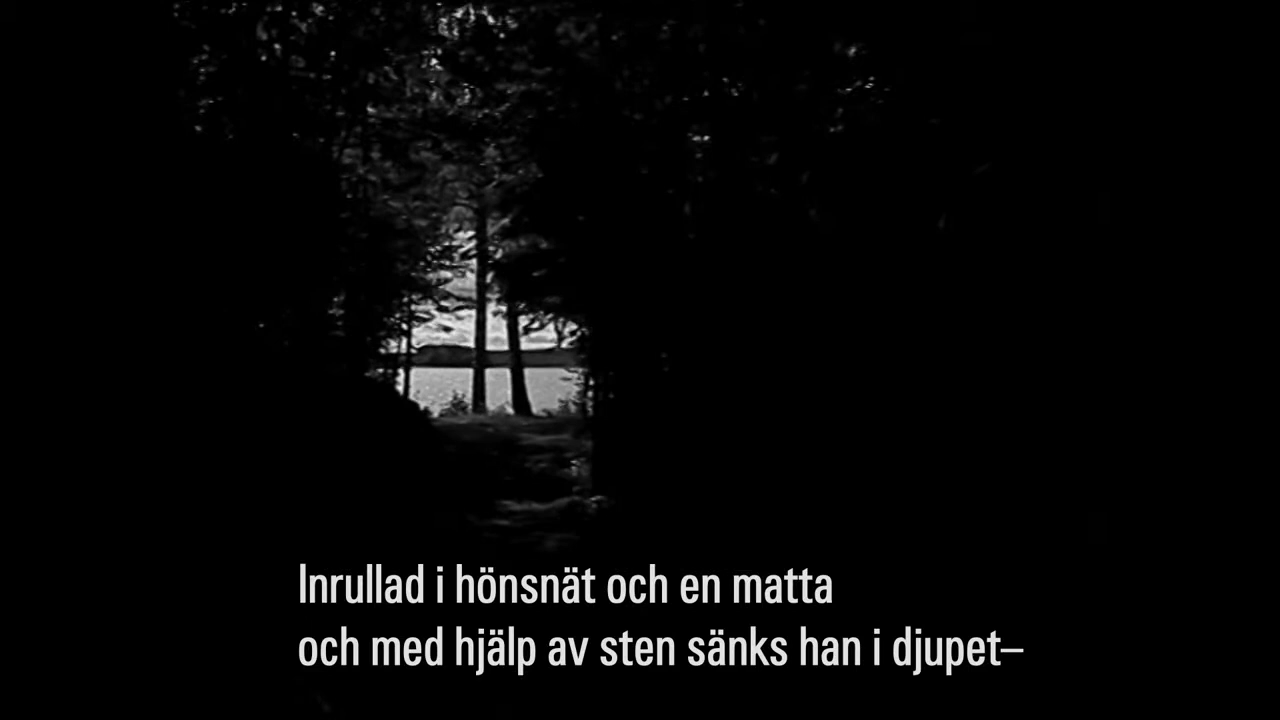 Inrullad i hönsnät och en matta
och med hjälp av sten sänks han i djupet–